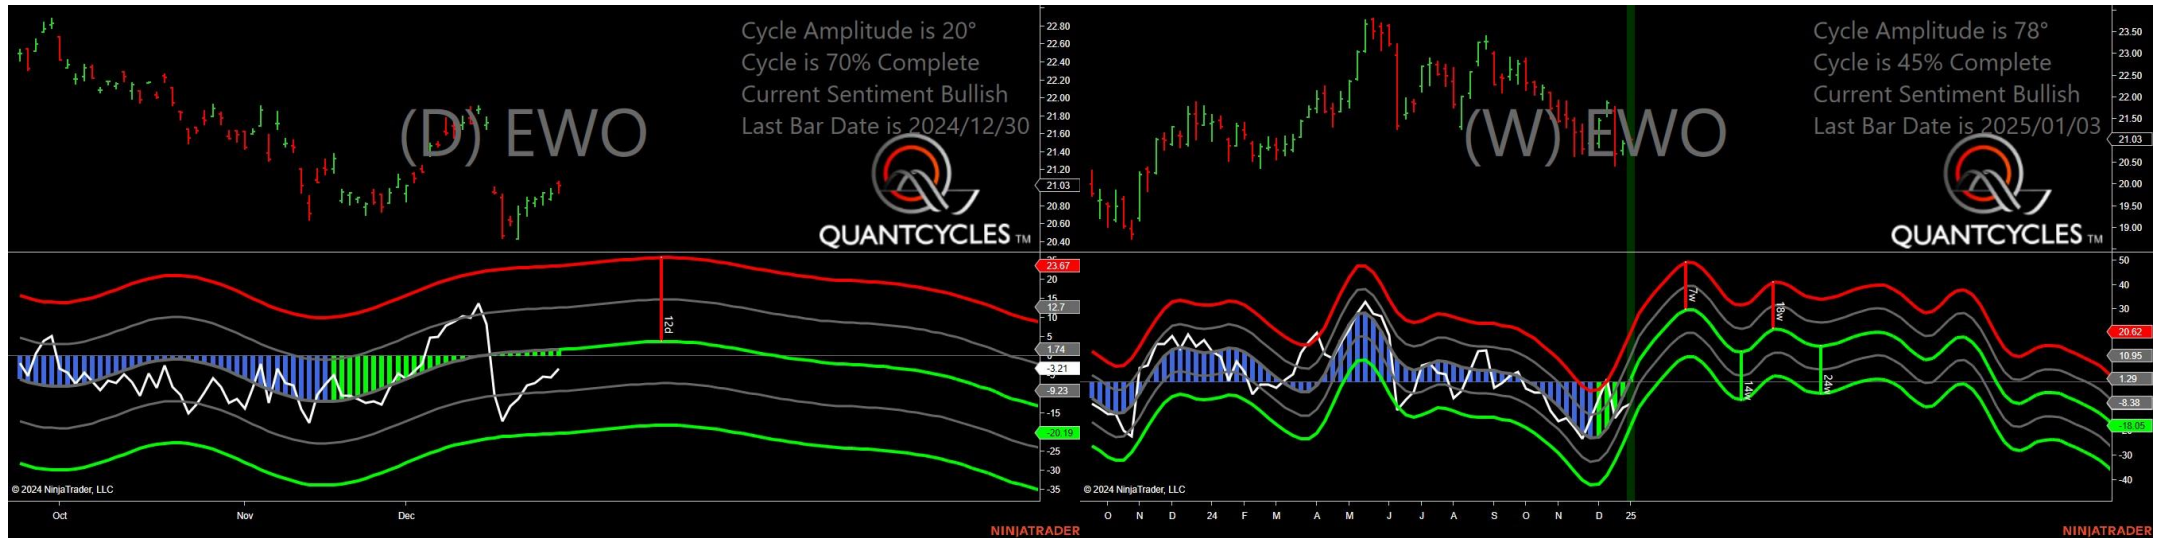 Cycle Amplitude is 20°
Cycle is 70% Complete
Current Sentiment Bullish
Last Bar Date is 2024/12/30
(D) EWO
QUANTCYCLES TM
22.80
22.60
22.40
22.20
22.00
21.80
21.60
21.40
21.20
21.03
20.80
20.60
20.40
23.67
20
15
12.7
10
5
1.74
-3.21
-9.23
-15
-20.19
-25
-30
-35
12d
© 2024 NinjaTrader, LLC
Oct
Nov
Dec
NINJATRADER
Cycle Amplitude is 78°
Cycle is 45% Complete
Current Sentiment Bullish
Last Bar Date is 2025/01/03
(W) EWO
QUANTCYCLES TM
23.50
23.00
22.50
22.00
21.50
21.03
20.50
20.00
19.50
19.00
50
40
30
20.62
10.95
1.29
-8.38
-18.05
-30
-40
7w
18w
14w
24w
© 2024 NinjaTrader, LLC
O N D 24 F M A M J J A S O N D 25
NINJATRADER